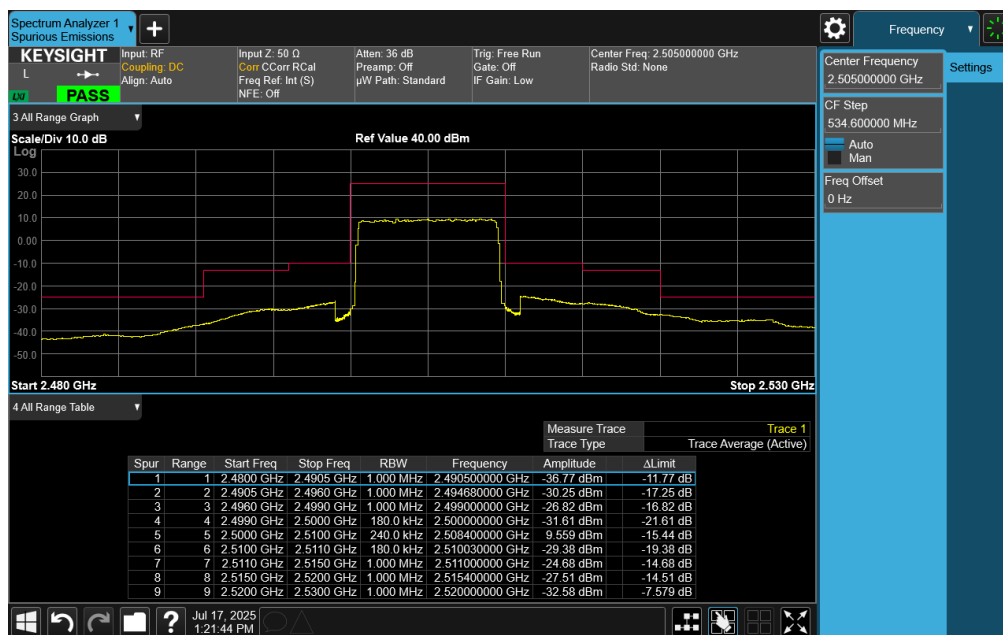 Spectrum Analyzer 1
Spurious Emissions
Frequency
KEYSIGHT
L
LXI
PASS
Input: RF
Coupling: DC
Align: Auto
Input Z: 50 Ω
Corr CCorr RCal
Freq Ref: Int (S)
NFE: Off
Atten: 36 dB
Preamp: Off
µW Path: Standard
Trig: Free Run
Gate: Off
IF Gain: Low
Center Freq: 2.505000000 GHz
Radio Std: None
Center Frequency
2.505000000 GHz
Settings
CF Step
534.600000 MHz
Auto
Man
Freq Offset
0 Hz
3 All Range Graph
Scale/Div 10.0 dB
Ref Value 40.00 dBm
Log
30.0
20.0
10.0
0.00
-10.0
-20.0
-30.0
-40.0
-50.0
Start 2.480 GHz
Stop 2.530 GHz
4 All Range Table
Measure Trace Trace 1
Trace Type Trace Average (Active)
Spur Range Start Freq Stop Freq RBW Frequency Amplitude ΔLimit
1 1 2.4800 GHz 2.4905 GHz 1.000 MHz 2.490500000 GHz -36.77 dBm -11.77 dB
2 2 2.4905 GHz 2.4960 GHz 1.000 MHz 2.494680000 GHz -30.25 dBm -17.25 dB
3 3 2.4960 GHz 2.4990 GHz 1.000 MHz 2.499000000 GHz -26.82 dBm -16.82 dB
4 4 2.4990 GHz 2.5000 GHz 180.0 kHz 2.500000000 GHz -31.61 dBm -21.61 dB
5 5 2.5000 GHz 2.5100 GHz 240.0 kHz 2.508400000 GHz 9.559 dBm -15.44 dB
6 6 2.5100 GHz 2.5110 GHz 180.0 kHz 2.510030000 GHz -29.38 dBm -19.38 dB
7 7 2.5110 GHz 2.5150 GHz 1.000 MHz 2.511000000 GHz -24.68 dBm -14.68 dB
8 8 2.5150 GHz 2.5200 GHz 1.000 MHz 2.515400000 GHz -27.51 dBm -14.51 dB
9 9 2.5200 GHz 2.5300 GHz 1.000 MHz 2.520000000 GHz -32.58 dBm -7.579 dB
Jul 17, 2025
1:21:44 PM